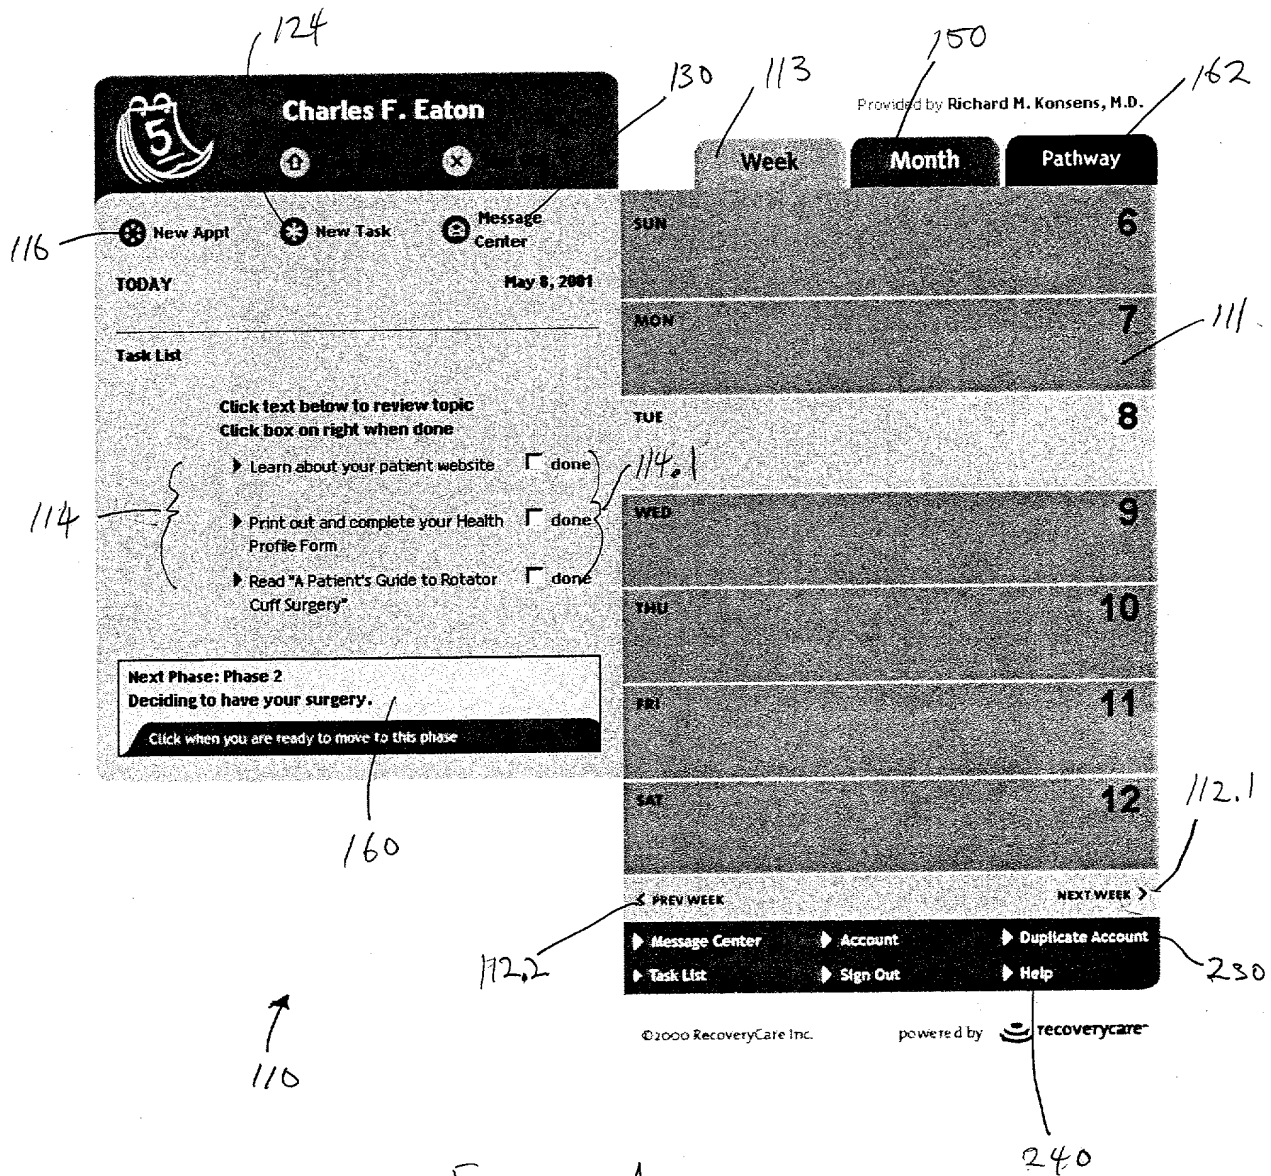 124
150
130
113
162
Charles F. Eaton
5
Provided by Richard M. Konsens, M.D.
Week
Month
Pathway
116
New Appt
New Task
Message
Center
TODAY
May 8, 2001
Task List
Click text below to review topic
Click box on right when done
Learn about your patient website
done
Print out and complete your Health
done
Profile Form
Read "A Patient's Guide to Rotator
done
Cuff Surgery"
114
114.1
Next Phase: Phase 2
Deciding to have your surgery.
Click when you are ready to move to this phase
160
SUN
6
MON
7
111
TUE
8
WED
9
THU
10
FRI
11
SAT
12
112.1
PREV WEEK
NEXT WEEK
112.2
Message Center
Account
Duplicate Account
Task List
Sign Out
Help
230
©2000 RecoveryCare Inc.
powered by
recoverycare
110
240